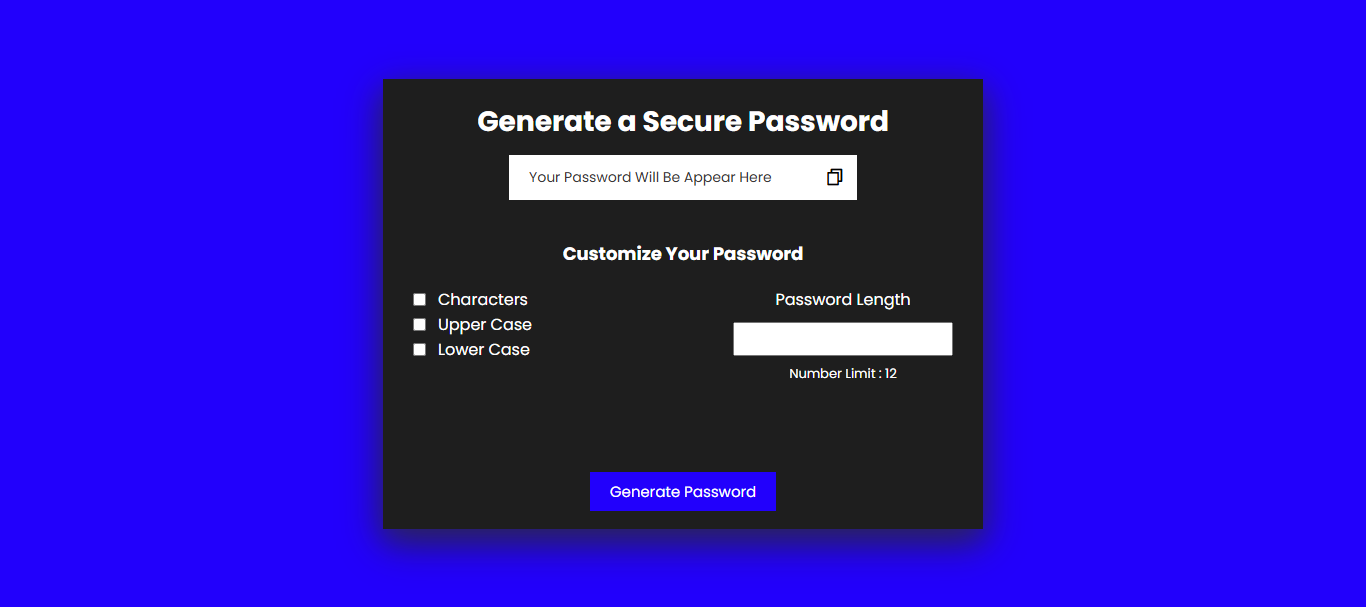 Generate a Secure Password
Your Password Will Be Appear Here
Customize Your Password
Characters
Upper Case
Lower Case
Password Length
Number Limit : 12
Generate Password